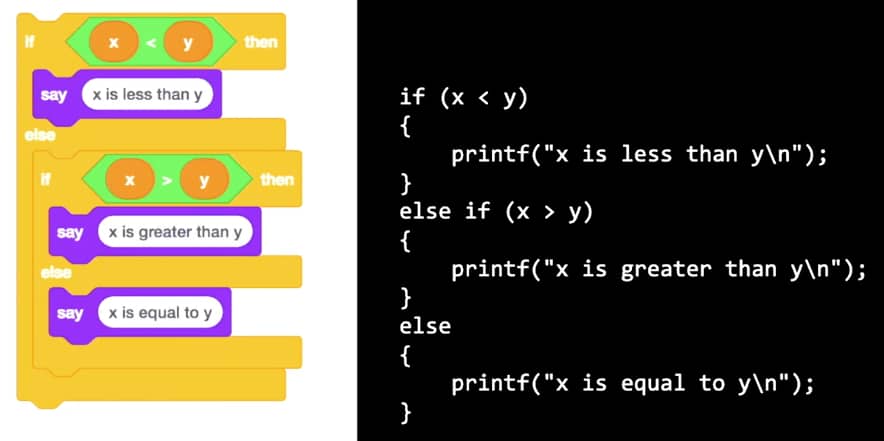 if x < y then
say x is less than y
else
if x > y then
say x is greater than y
else
say x is equal to y
if (x < y)
{
    printf("x is less than y\n");
}
else if (x > y)
{
    printf("x is greater than y\n");
}
else
{
    printf("x is equal to y\n");
}